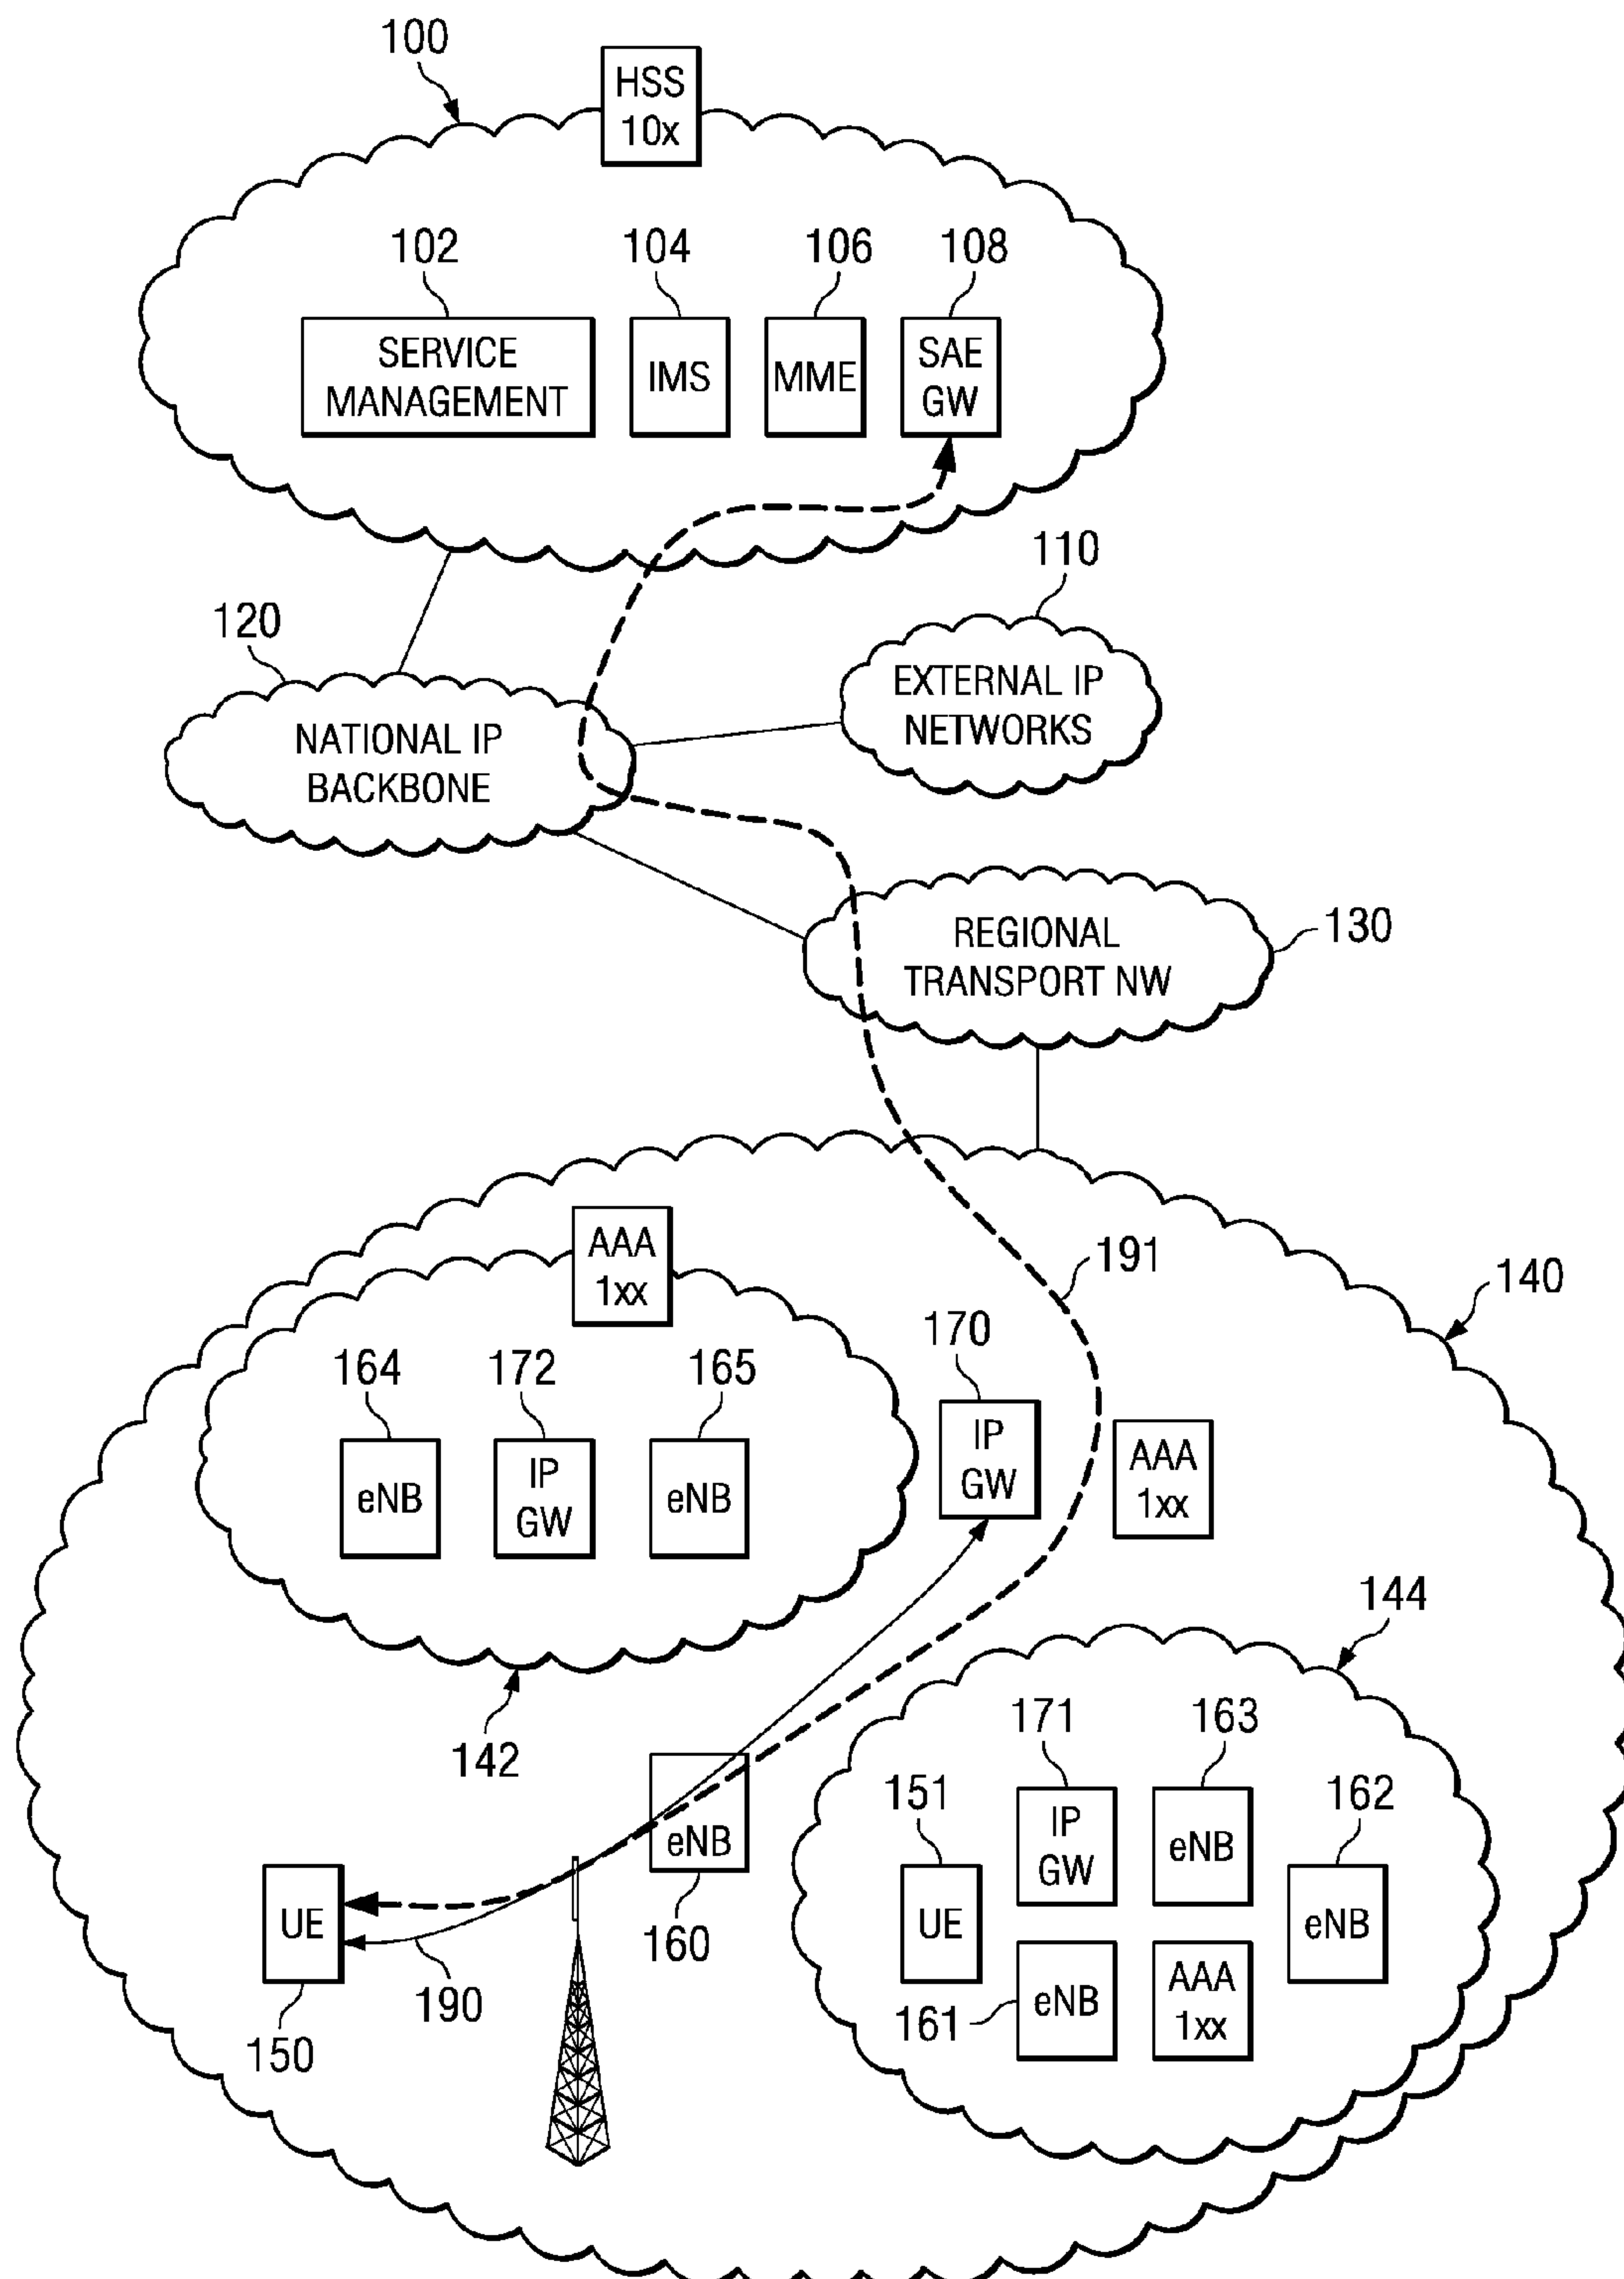 100
HSS
10x
102
104
106
108
SERVICE
MANAGEMENT
IMS
MME
SAE
GW
110
120
EXTERNAL IP
NETWORKS
NATIONAL IP
BACKBONE
REGIONAL
TRANSPORT NW
130
AAA
1xx
191
140
170
164
172
165
IP
GW
eNB
IP
GW
eNB
AAA
1xx
144
142
171
163
151
162
IP
GW
eNB
eNB
UE
160
UE
eNB
190
150
161
eNB
AAA
1xx